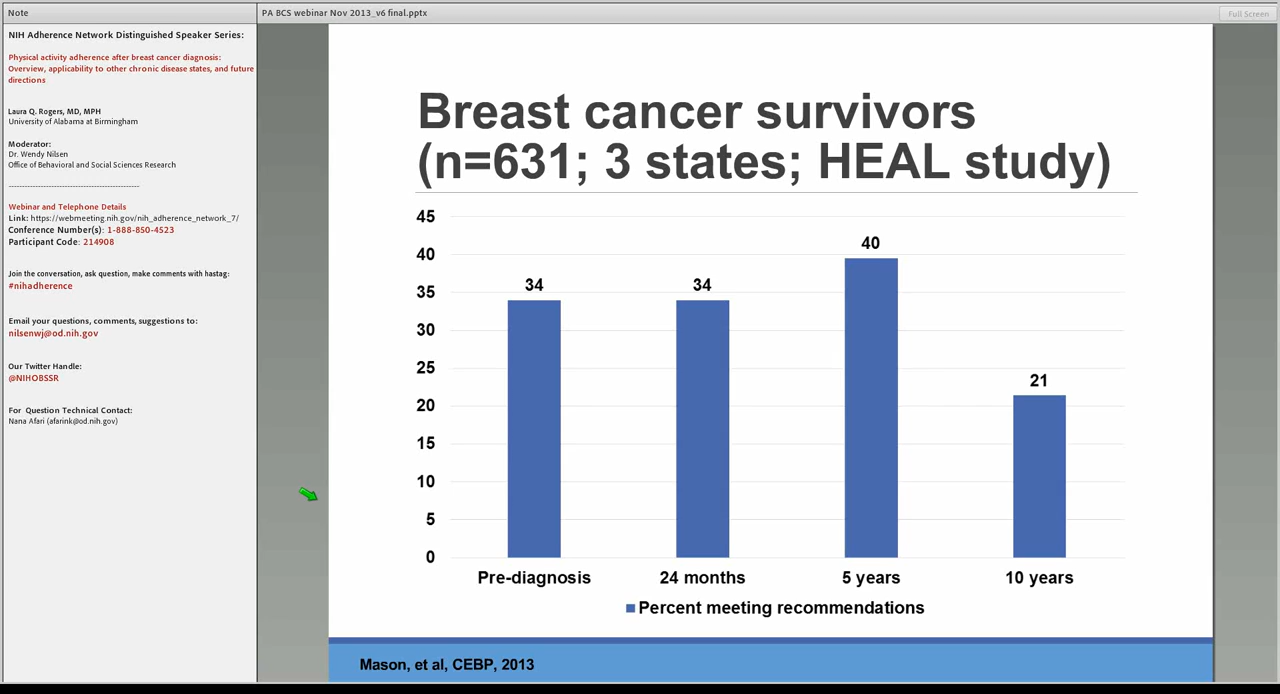 Note
PA BCS webinar Nov 2013_v6 final.pptx
Full Screen
NIH Adherence Network Distinguished Speaker Series:
Physical activity adherence after breast cancer diagnosis:
Overview, applicability to other chronic disease states, and future
directions
Laura Q. Rogers, MD, MPH
University of Alabama at Birmingham
Moderator:
Dr. Wendy Nilsen
Office of Behavioral and Social Sciences Research
----------------------------------------------------
Webinar and Telephone Details
Link: https://webmeeting.nih.gov/nih_adherence_network_7/
Conference Number(s): 1-888-850-4523
Participant Code: 214908
Join the conversation, ask question, make comments with hastag:
#nihadherence
Email your questions, comments, suggestions to:
nilsenwj@od.nih.gov
Our Twitter Handle:
@NIHOBSSR
For Question Technical Contact:
Nana Afari (afarink@od.nih.gov)
Breast cancer survivors
(n=631; 3 states; HEAL study)
45
40
35
30
25
20
15
10
5
0
34
34
40
21
Pre-diagnosis
24 months
5 years
10 years
Percent meeting recommendations
Mason, et al, CEBP, 2013